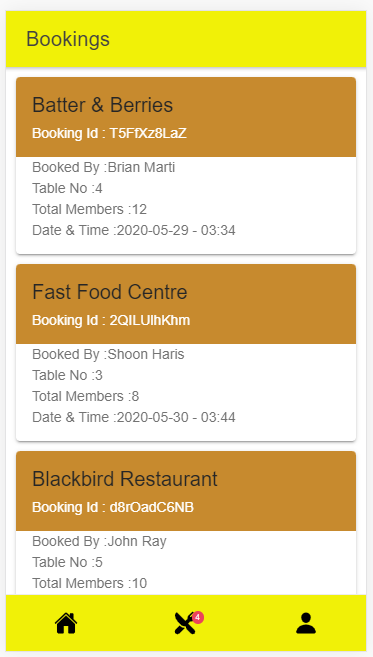 Bookings
Batter & Berries
Booking Id : T5FfXz8LaZ
Booked By :Brian Marti
Table No :4
Total Members :12
Date & Time :2020-05-29 - 03:34
Fast Food Centre
Booking Id : 2QILUlhKhm
Booked By :Shoon Haris
Table No :3
Total Members :8
Date & Time :2020-05-30 - 03:44
Blackbird Restaurant
Booking Id : d8rOadC6NB
Booked By :John Ray
Table No :5
Total Members :10
4